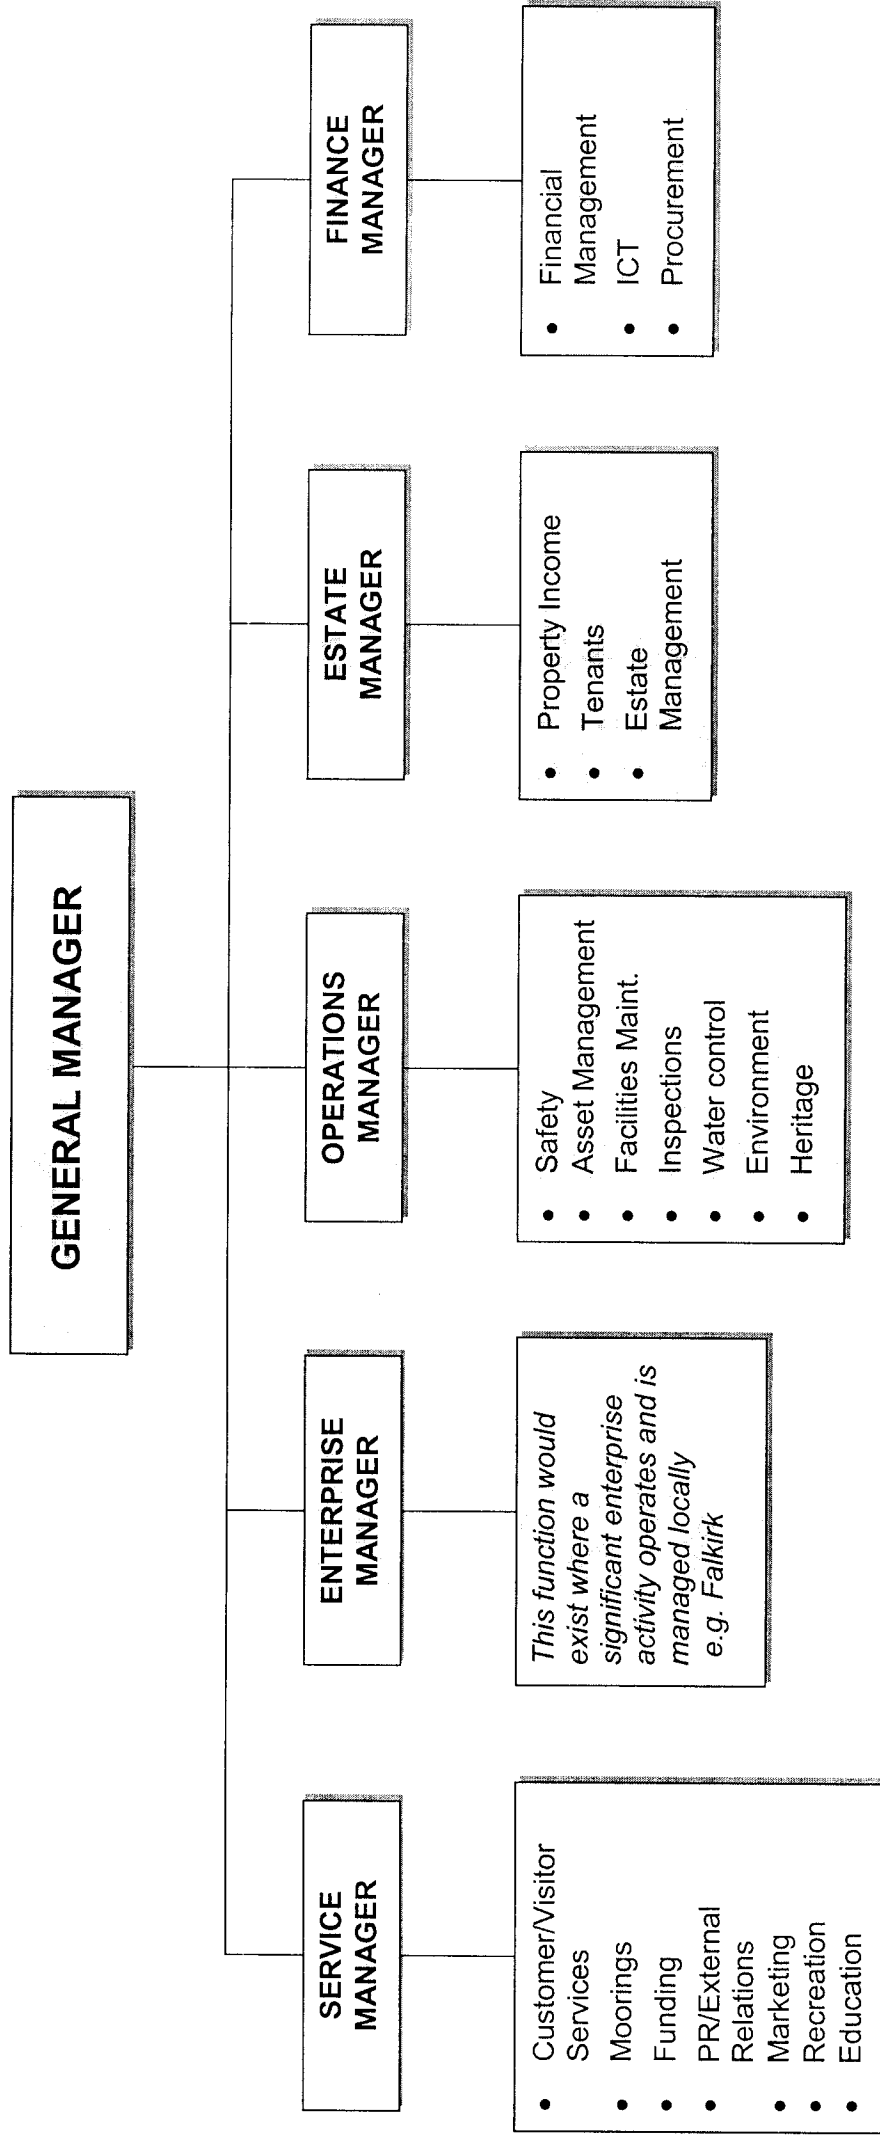 GENERAL MANAGER
SERVICE
MANAGER
• Customer/Visitor
Services
• Moorings
• Funding
• PR/External
Relations
• Marketing
• Recreation
• Education
ENTERPRISE
MANAGER
This function would
exist where a
significant enterprise
activity operates and is
managed locally
e.g. Falkirk
OPERATIONS
MANAGER
• Safety
• Asset Management
• Facilities Maint.
• Inspections
• Water control
• Environment
• Heritage
ESTATE
MANAGER
• Property Income
• Tenants
• Estate
Management
FINANCE
MANAGER
• Financial
Management
• ICT
• Procurement